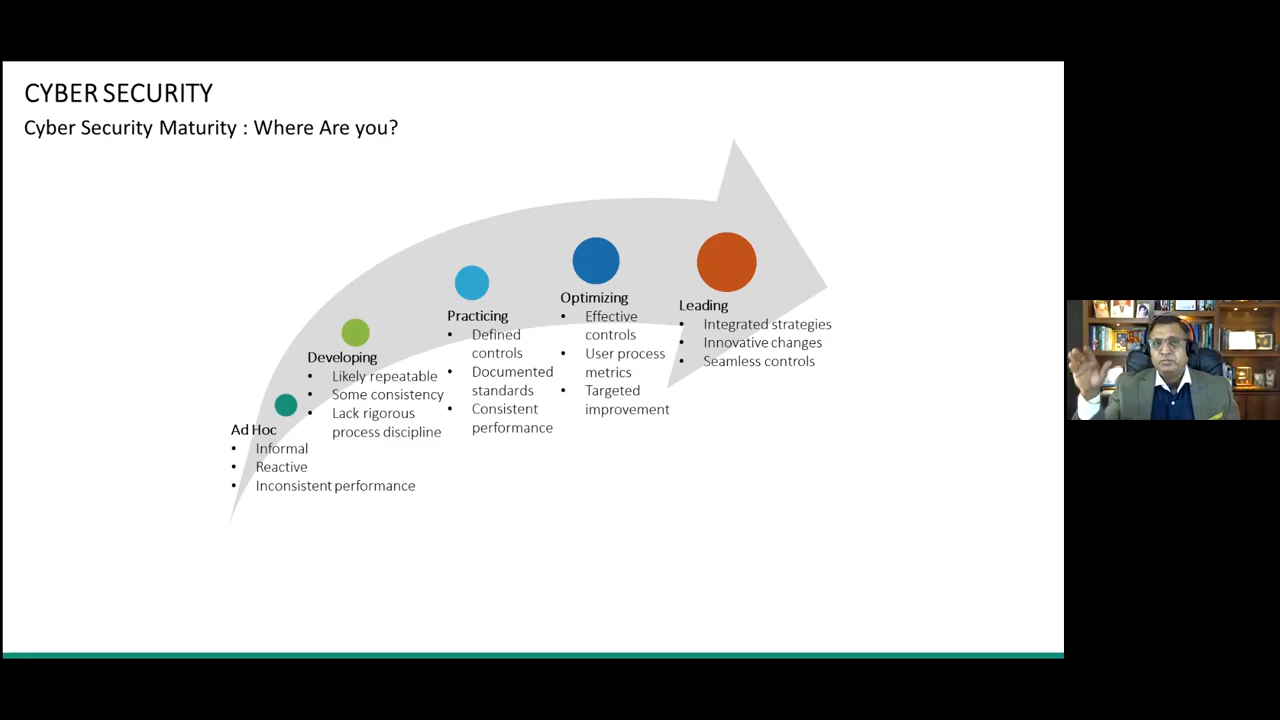 CYBER SECURITY
Cyber Security Maturity : Where Are you?
Ad Hoc
• Informal
• Reactive
• Inconsistent performance
Developing
• Likely repeatable
• Some consistency
• Lack rigorous
process discipline
Practicing
• Defined
controls
• Documented
standards
• Consistent
performance
Optimizing
• Effective
controls
• User process
metrics
• Targeted
improvement
Leading
• Integrated strategies
• Innovative changes
• Seamless controls